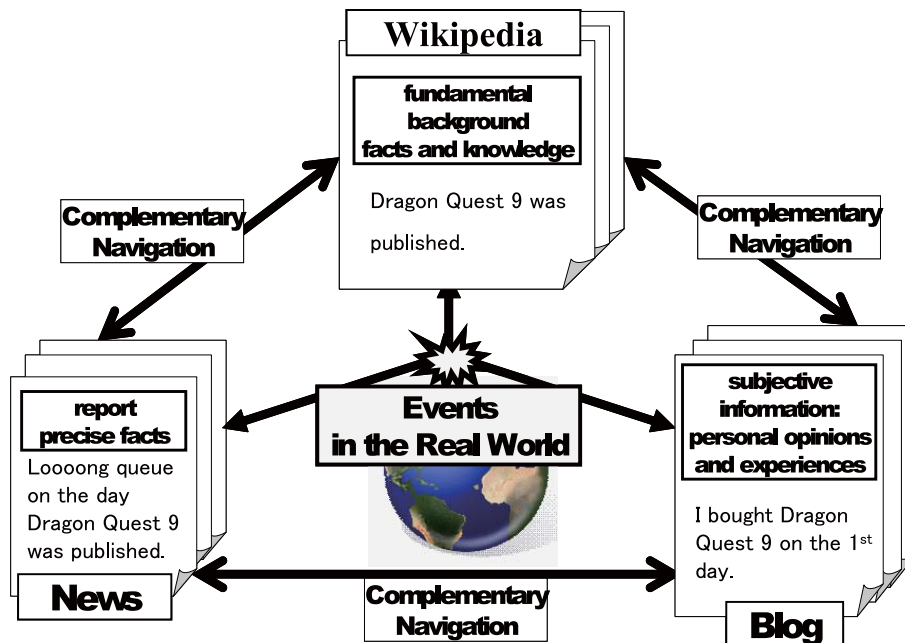 Wikipedia
fundamental
background
facts and knowledge
Dragon Quest 9 was
published.
Complementary
Navigation
Complementary
Navigation
Events
in the Real World
report
precise facts
Loooong queue
on the day
Dragon Quest 9
was published.
News
subjective
information:
personal opinions
and experiences
I bought Dragon
Quest 9 on the 1st
day.
Blog
Complementary
Navigation